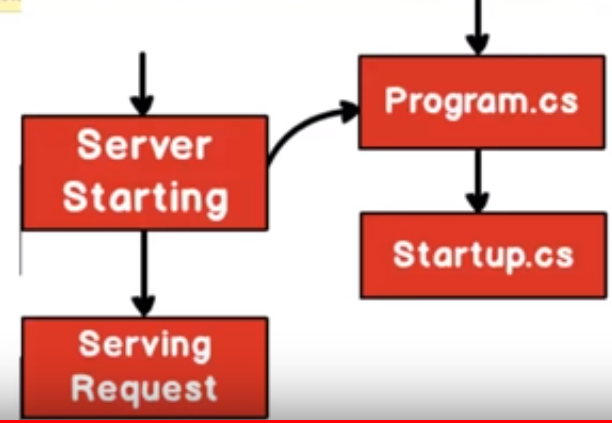 Server
Starting
Program.cs
Startup.cs
Serving
Request